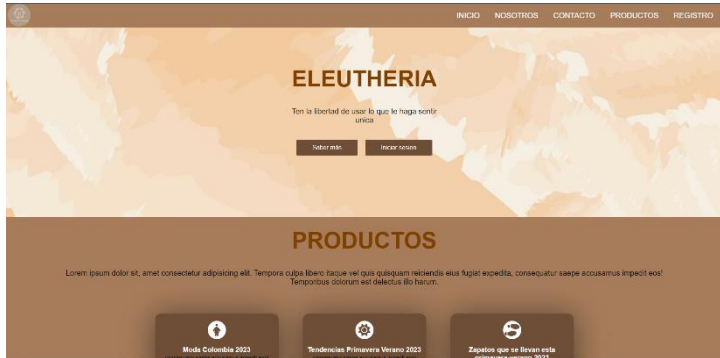 INICIO NOSOTROS CONTACTO PRODUCTOS REGISTRO
ELEUTHERIA
Ten la libertad de usar lo que le haga sentir
unica
Saber más Iniciar sesion
PRODUCTOS
Lorem ipsum dolor sit, amet consectetur adipisicing elit. Tempora culpa libero itaque vel quis quisquam reiciendis eius fugiat expedita, consequatur saepe accusamus impedit eos!
Temporibus dolorum est delectus illo harum.
Moda Colombia 2023 Tendencias Primavera Verano 2023 Zapatos que se llevan esta
primavera-verano 2023